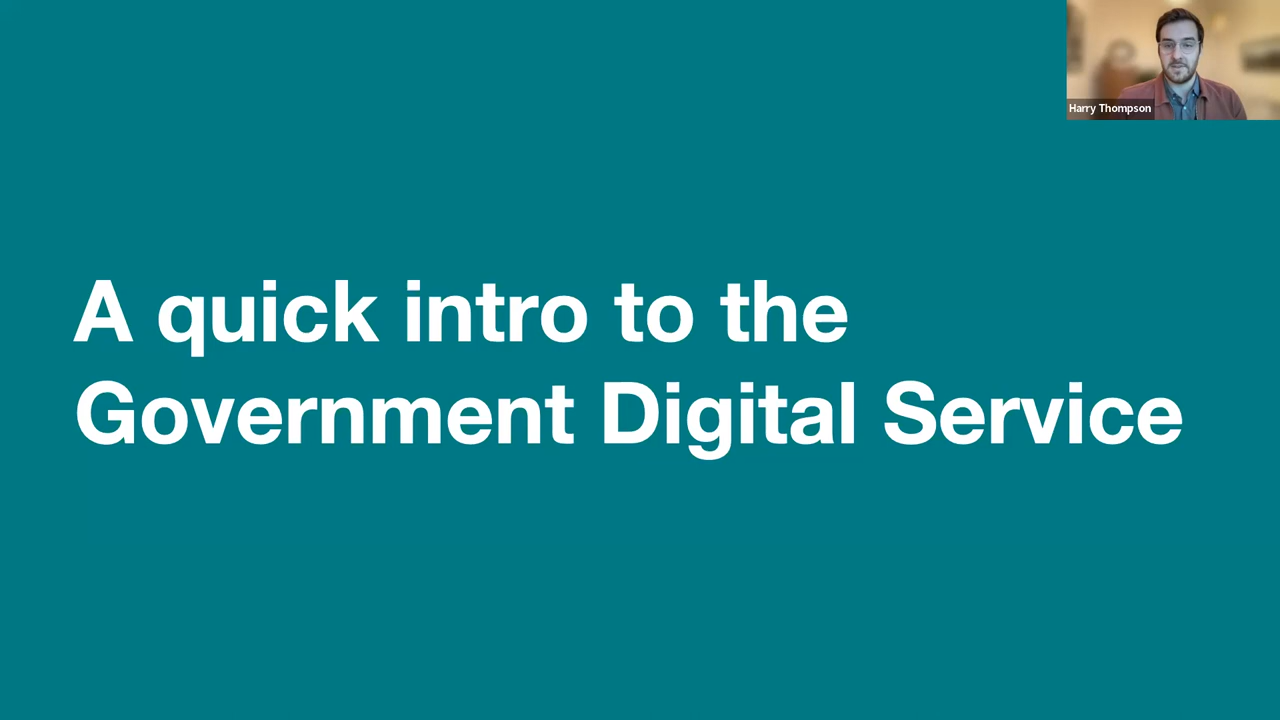 Harry Thompson
A quick intro to the
Government Digital Service